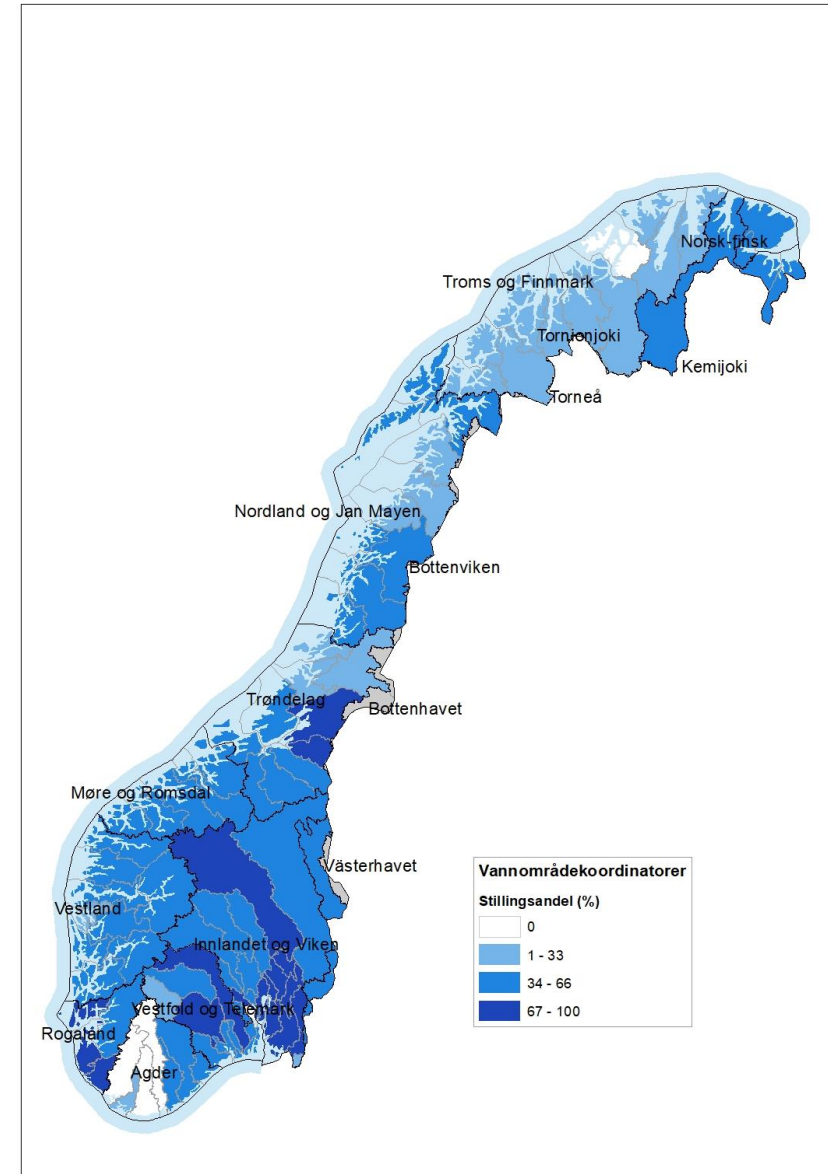 Norsk-finsk
Troms og Finnmark
Tornionjoki
Kemijoki
Torneå
Nordland og Jan Mayen
Bottenviken
Trøndelag
Bottenhavet
Møre og Romsdal
Västerhavet
Vannområdekoordinatorer
Stillingsandel (%)
0
1 - 33
34 - 66
67 - 100
Vestland
Innlandet og Viken
Vestfold og Telemark
Rogaland
Agder